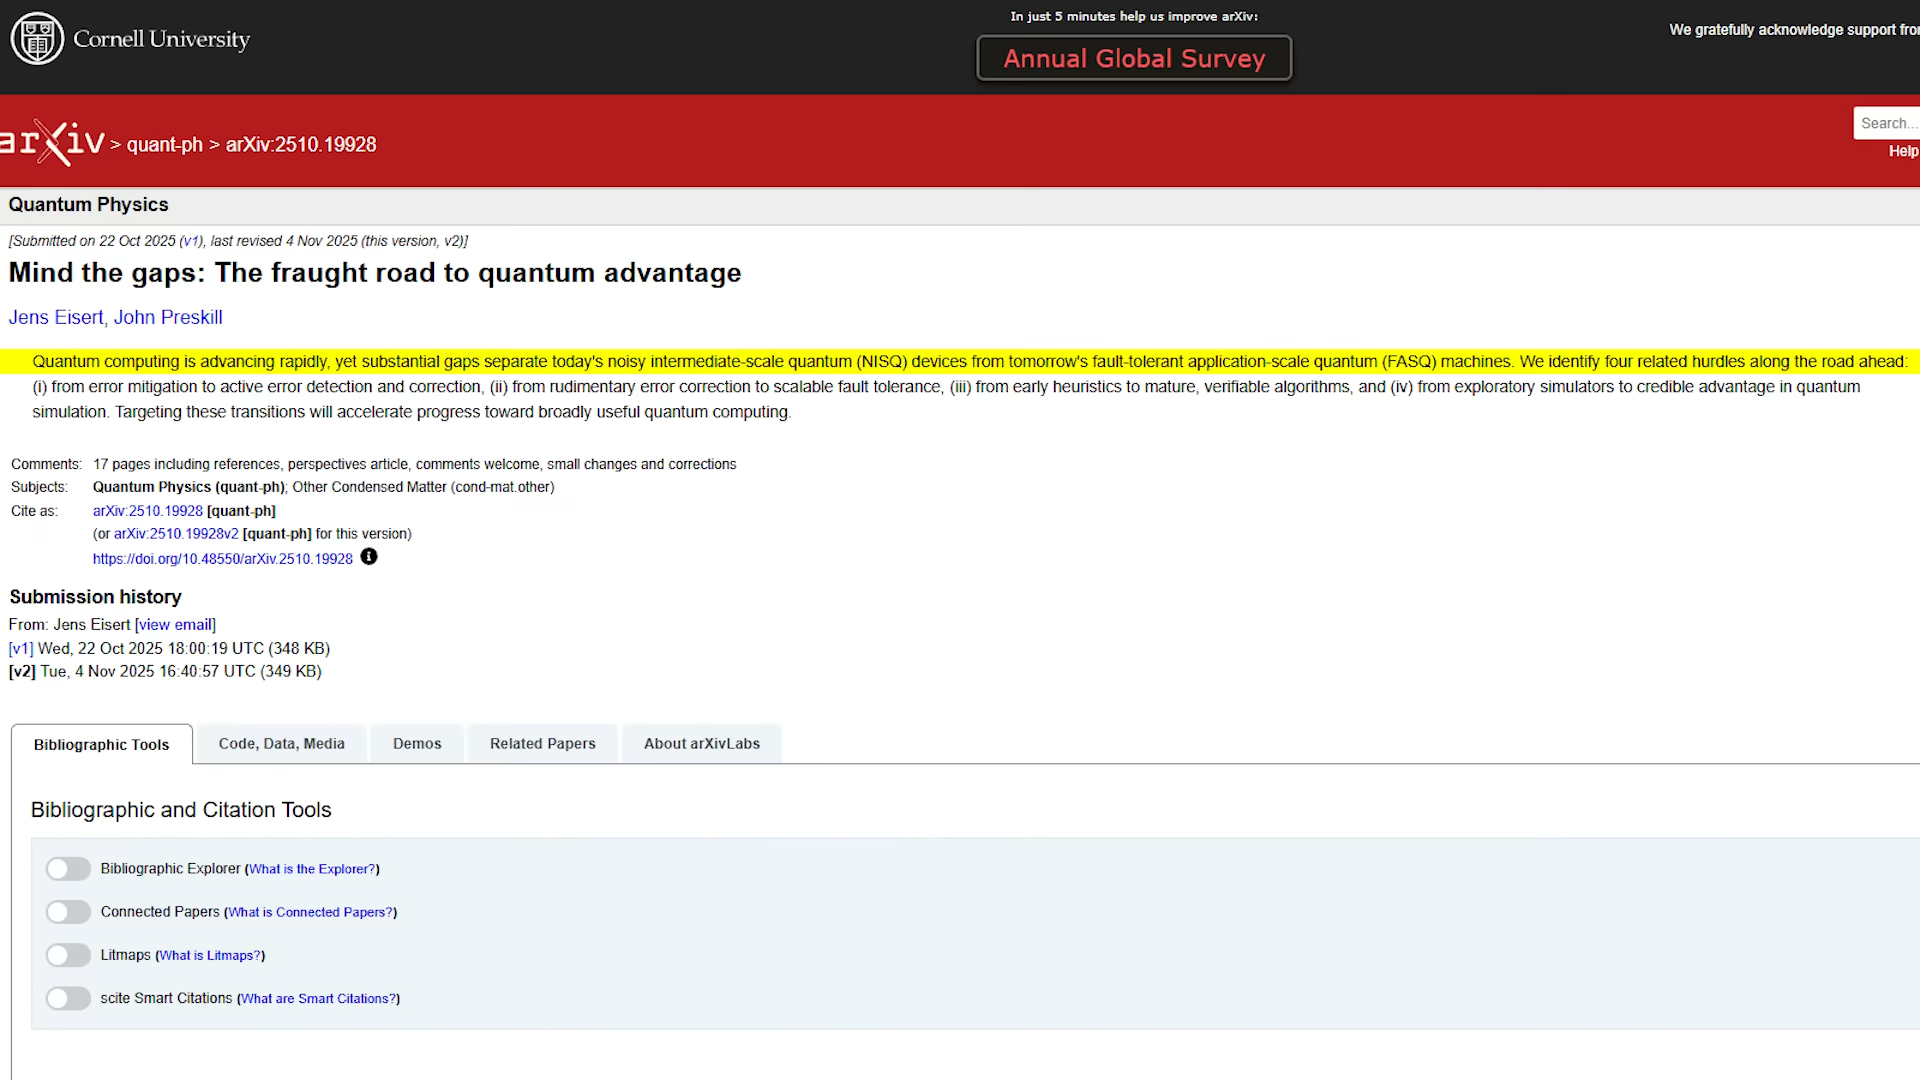 Cornell University
In just 5 minutes help us improve arXiv:
Annual Global Survey
We gratefully acknowledge support
arXiv > quant-ph > arXiv:2510.19928
Search...
Help
Quantum Physics
[Submitted on 22 Oct 2025 (v1), last revised 4 Nov 2025 (this version, v2)]
Mind the gaps: The fraught road to quantum advantage
Jens Eisert, John Preskill
Quantum computing is advancing rapidly, yet substantial gaps separate today's noisy intermediate-scale quantum (NISQ) devices from tomorrow's fault-tolerant application-scale quantum (FASQ) machines. We identify four related hurdles along the road ahead:
(i) from error mitigation to active error detection and correction, (ii) from rudimentary error correction to scalable fault tolerance, (iii) from early heuristics to mature, verifiable algorithms, and (iv) from exploratory simulators to credible advantage in quantum
simulation. Targeting these transitions will accelerate progress toward broadly useful quantum computing.
Comments: 17 pages including references, perspectives article, comments welcome, small changes and corrections
Subjects: Quantum Physics (quant-ph); Other Condensed Matter (cond-mat.other)
Cite as: arXiv:2510.19928 [quant-ph]
(or arXiv:2510.19928v2 [quant-ph] for this version)
https://doi.org/10.48550/arXiv.2510.19928
Submission history
From: Jens Eisert [view email]
[v1] Wed, 22 Oct 2025 18:00:19 UTC (348 KB)
[v2] Tue, 4 Nov 2025 16:40:57 UTC (349 KB)
Bibliographic Tools
Code, Data, Media
Demos
Related Papers
About arXivLabs
Bibliographic and Citation Tools
Bibliographic Explorer (What is the Explorer?)
Connected Papers (What is Connected Papers?)
Litmaps (What is Litmaps?)
scite Smart Citations (What are Smart Citations?)